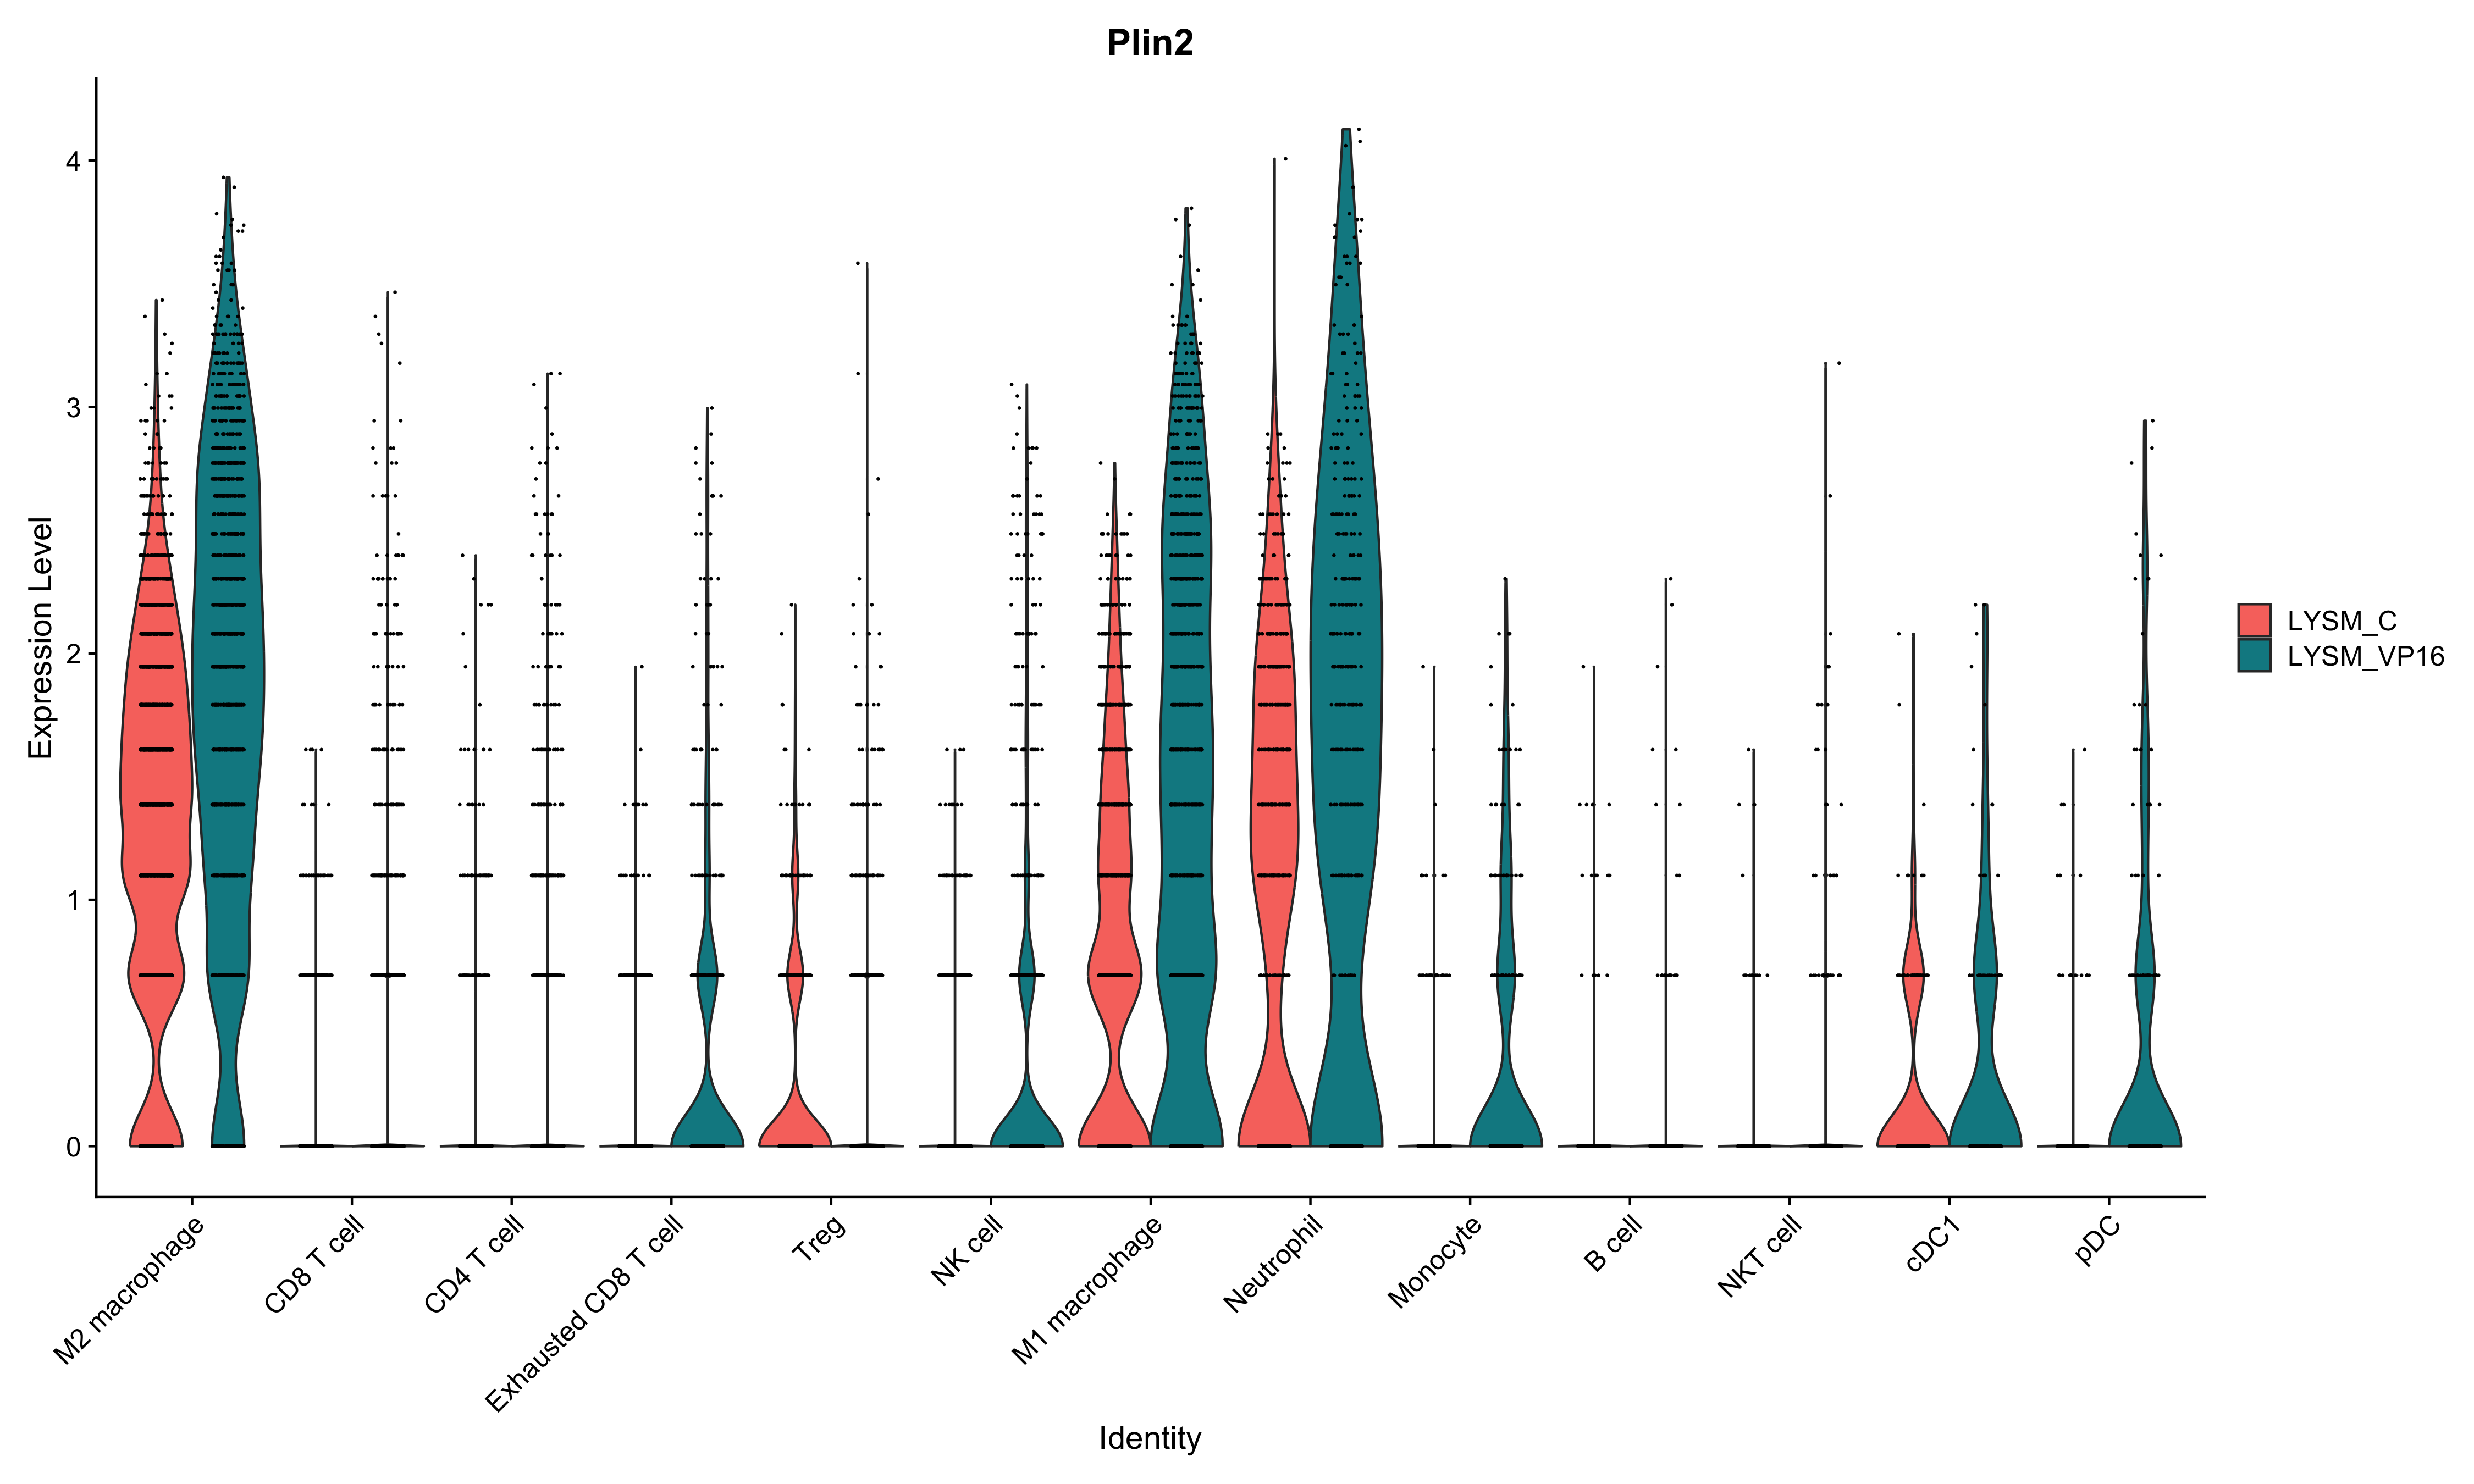 Plin2
Expression Level
4
3
2
1
0
M2 macrophage
CD8 T cell
CD4 T cell
Exhausted CD8 T cell
Treg
NK cell
M1 macrophage
Neutrophil
Monocyte
B cell
NKT cell
cDC1
pDC
Identity
LYSM_C
LYSM_VP16